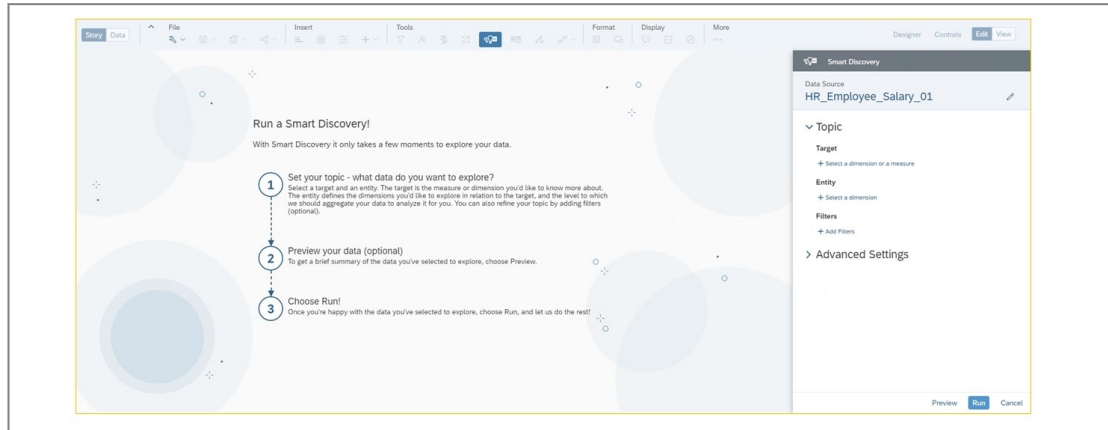 Story Data
File
Insert
Tools
Format
Display
More
Designer Controls Edit View
Smart Discovery
Data Source
HR_Employee_Salary_01
Topic
Target
+ Select a dimension or a measure
Entity
+ Select a dimension
Filters
+ Add Filters
Advanced Settings
Preview Run Cancel
Run a Smart Discovery!
With Smart Discovery it only takes a few moments to explore your data.
1
Set your topic - what data do you want to explore?
Select a target and an entity. The target is the measure or dimension you'd like to know more about.
The entity defines the dimensions you'd like to explore in relation to the target, and the level to which
we should aggregate your data to analyze it for you. You can also refine your topic by adding filters
(optional).
2
Preview your data (optional)
To get a brief summary of the data you've selected to explore, choose Preview.
3
Choose Run!
Once you're happy with the data you've selected to explore, choose Run, and let us do the rest!